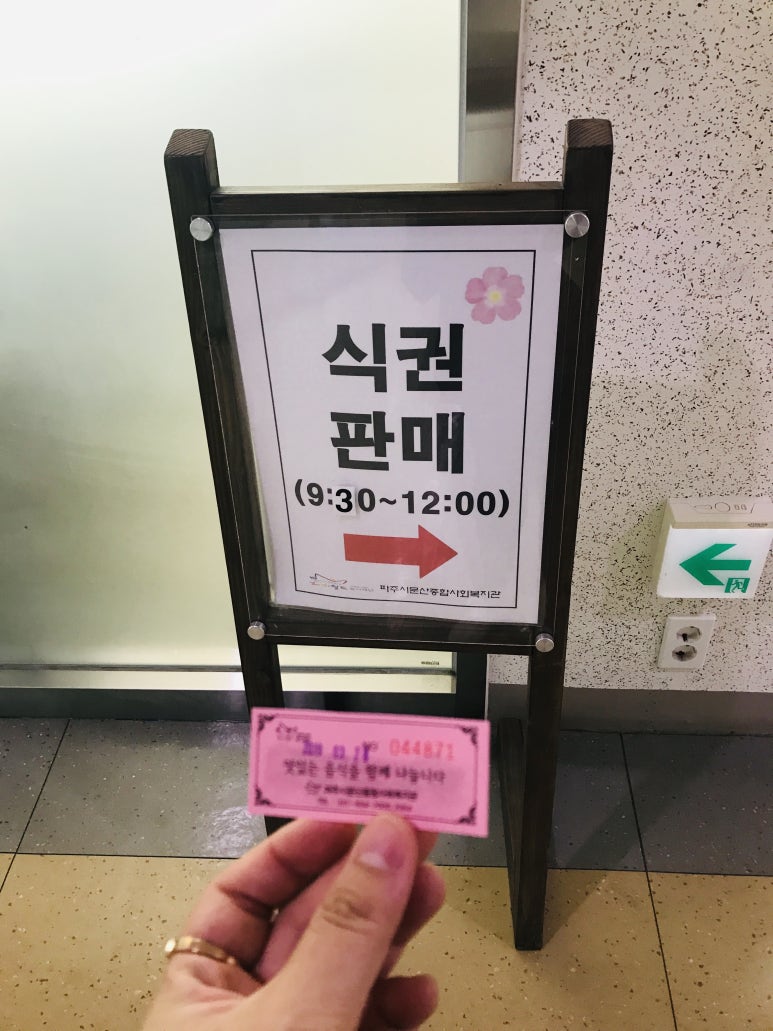 식권
판매
(9:30~12:00)
파주시문산종합사회복지관
044871
맛있는 음식을 함께 나눕니다